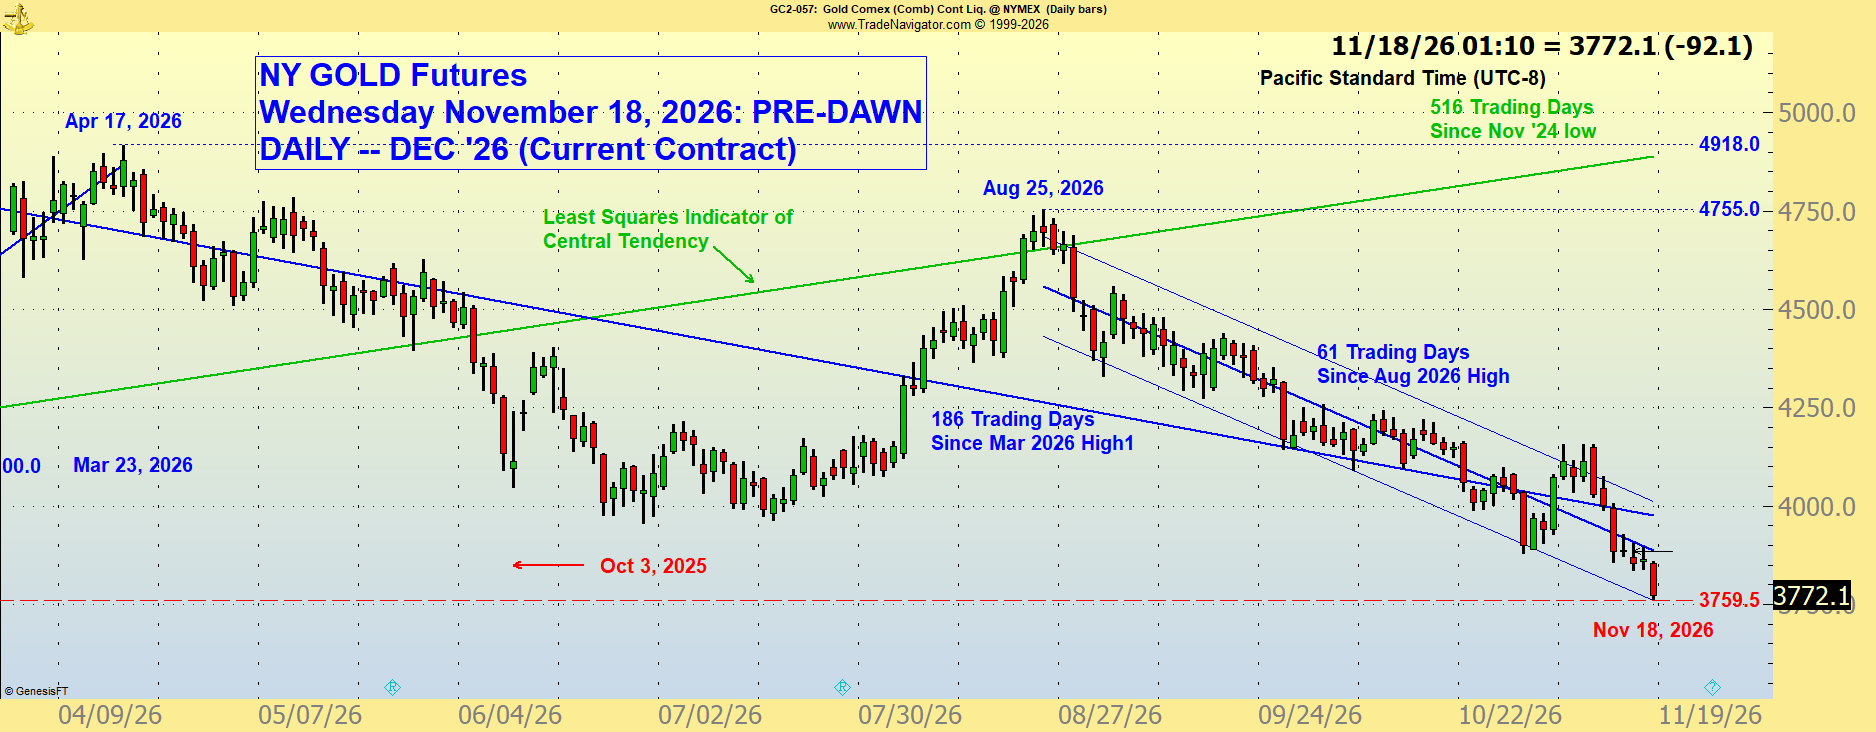 GC2-057: Gold Comex (Comb) Cont Liq. @ NYMEX (Daily bars)
www.TradeNavigator.com © 1999-2026
11/18/26 01:10 = 3772.1 (-92.1)
Pacific Standard Time (UTC-8)
NY GOLD Futures
Wednesday November 18, 2026: PRE-DAWN
DAILY -- DEC '26 (Current Contract)
516 Trading Days
Since Nov '24 low
Apr 17, 2026
Aug 25, 2026
Least Squares Indicator of
Central Tendency
61 Trading Days
Since Aug 2026 High
186 Trading Days
Since Mar 2026 High1
00.0
Mar 23, 2026
Oct 3, 2025
Nov 18, 2026
5000.0
4918.0
4755.0
4750.0
4500.0
4250.0
4000.0
3759.5
3772.1
R
R
?
© GenesisFT
04/09/26
05/07/26
06/04/26
07/02/26
07/30/26
08/27/26
09/24/26
10/22/26
11/19/26